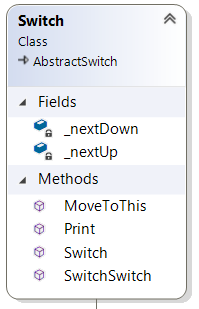 Switch
Class
AbstractSwitch
Fields
_nextDown
_nextUp
Methods
MoveToThis
Print
Switch
SwitchSwitch